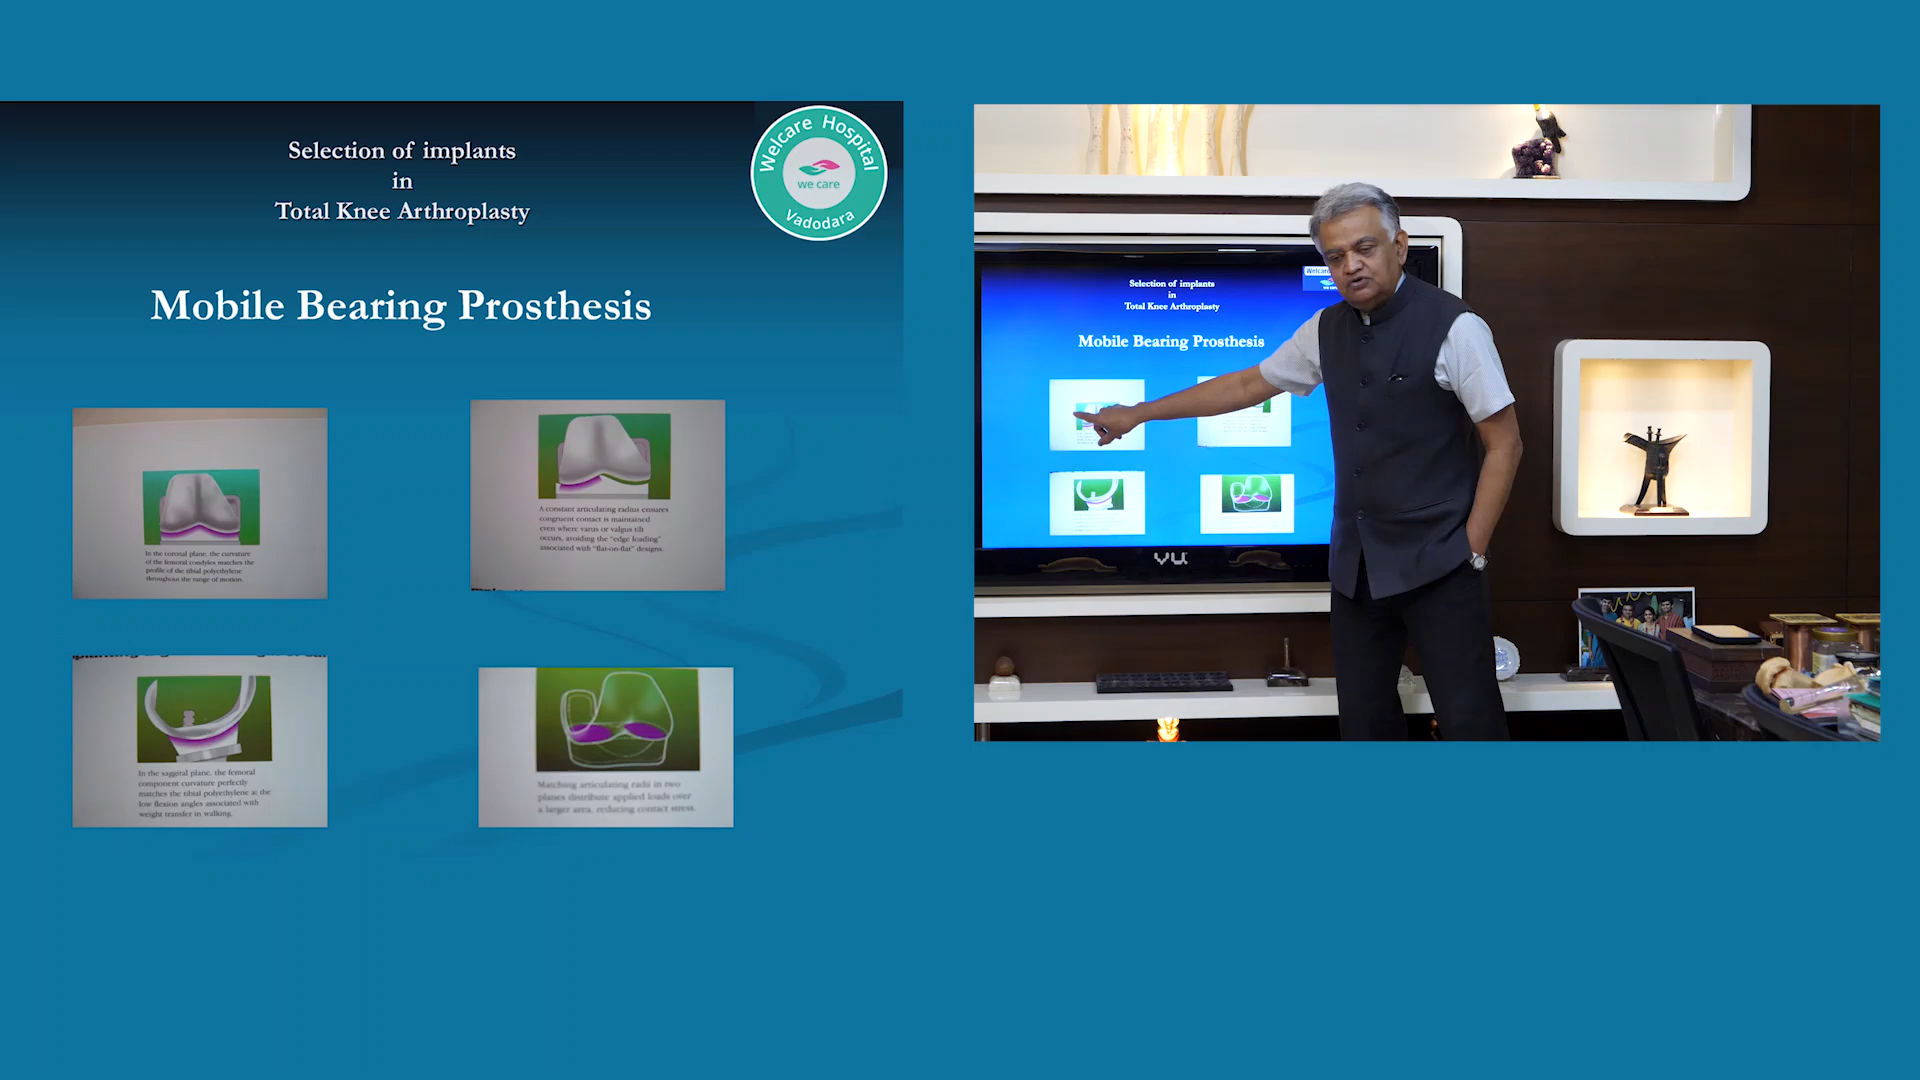 Selection of implants
in
Total Knee Arthroplasty
Welcare Hospital
we care
Vadodara
Mobile Bearing Prosthesis
In the coronal plane, the curvature
of the femoral condyles matches the
profile of the tibial polyethylene
throughout the range of motion.
A constant articulating radius ensures
congruent contact is maintained
even where varus or valgus tilt
occurs, avoiding the "edge loading"
associated with "flat-on-flat" designs.
In the saggital plane, the femoral
component curvature perfectly
matches the tibial polyethylene at the
low flexion angles associated with
weight transfer in walking.
Matching articulating radii in two
planes distribute applied loads over
a larger area, reducing contact stress.
Selection of implants
in
Total Knee Arthroplasty
Mobile Bearing Prosthesis
VU